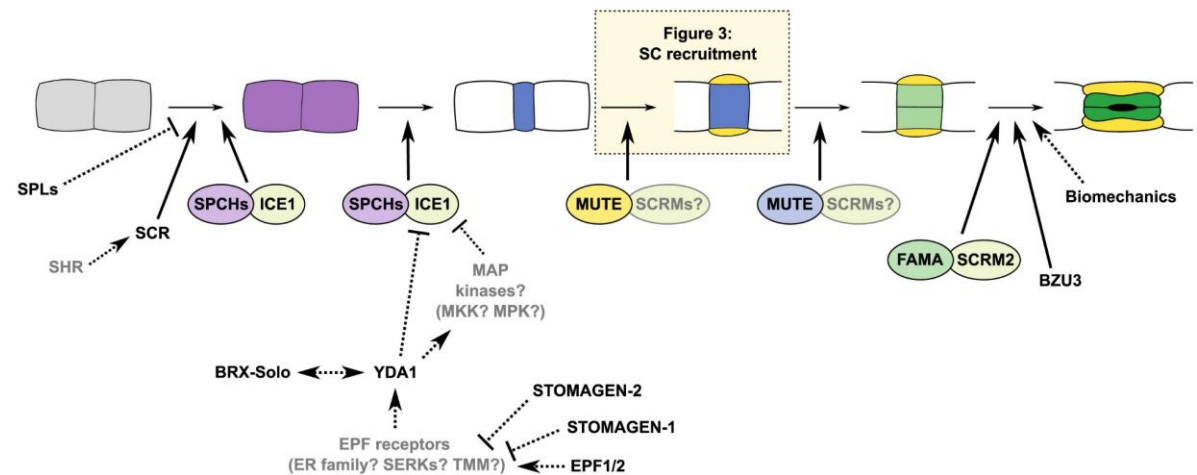 Figure 3:
SC recruitment
SPLs
SPCHs ICE1
SPCHs ICE1
MUTE SCRMs?
MUTE SCRMs?
Biomechanics
SCR
SHR
FAMA SCRM2
BZU3
MAP
kinases?
(MKK? MPK?)
BRX-Solo
YDA1
STOMAGEN-2
STOMAGEN-1
EPF receptors
(ER family? SERKs? TMM?)
EPF1/2